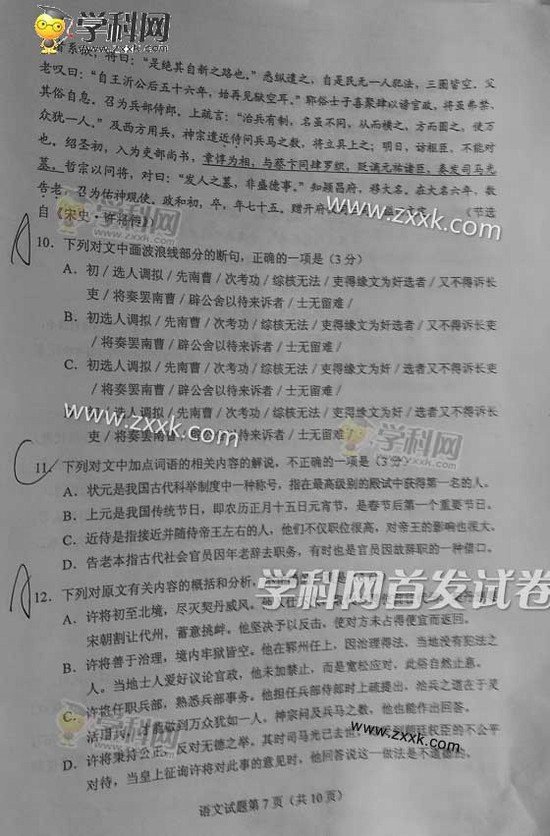 学科网
www.zxxk.com
者系狱，将曰："是绝其自新之路也。"悉纵遣之，自是民无一人犯法，三圄皆空。父
老叹曰："自王沂公后五十六年，始再见狱空耳。"郓俗士子喜聚肆以谤官政，将虽弗禁，
其俗自息。召为兵部侍郎。上疏言："治兵有制，名虽不同，从而横之，方而圆之，使万
众犹一人。"及西方用兵，神宗遣近侍问兵马之数，将立具上之；明日，访枢臣，不能对
也。绍圣初，入为吏部尚书，章惇为相，与蔡卞同肆罗织，贬谪元祐诸臣，奏发司马光
墓。哲宗以问将，对曰："发人之墓，非盛德事。"知颍昌府，移大名。在大名六年，数
告老，召为佑神观使。政和初，卒，年七十五。赠开府 （节选
自《宋史·许将传》）
学科网
www.zxxk.com
A
10．下列对文中画波浪线部分的断句，正确的一项是（3分）
A．初/选人调拟/先南曹/次考功/综核无法/吏得缘文为奸选者/又不得诉长
吏/将奏罢南曹/辟公舍以待来诉者/士无留难/
B．初选人调拟/先南曹/次考功/综核无法/吏得缘文为奸选者/又不得诉长吏
/将奏罢南曹/辟公舍以待来诉者/士无留难/
C．初选人调拟/先南曹/次考功/综核无法/吏得缘文为奸/选者又不得诉长吏
/将奏罢南曹/辟公舍以待来诉者/士无留难/
初/选人调拟/先南曹/次考功/综核无法/吏得缘文为奸/选者又不得诉长
吏/将奏罢南曹/辟公舍以待来诉者/士无留难/
学科网
www.zxxk.com
C
11．下列对文中加点词语的相关内容的解说，不正确的一项是（3分）
A．状元是我国古代科举制度中一种称号，指在最高级别的殿试中获得第一名的人。
B．上元是我国传统节日，即农历正月十五日元宵节，是春节后第一个重要节日。
C．近侍是指接近并随侍帝王左右的人，他们不仅职位很高，对帝王的影响也很大。
D．告老本指古代社会官员因年老辞去职务，有时也是官员因故辞职的一种借口。
学科网首发试卷
A
12．下列对原文有关内容的概括和分析，
A．许将初至北境，尽灭契丹威风。
宋朝割让代州，蓄意挑衅。他坚决予以反击，使对方未占得便宜而返回。
B．许将善于治理，境内牢狱皆空。他在郓州任上，因治理得法，当地没有犯法之
人。当地士人爱好议论官政，他未加禁止，而是宽松应对，此俗自然止息。
C．许将任职兵部，熟悉兵部事务。他担任兵部侍郎时上疏提出，治兵之道在于灵
做到万众犹如一人，神宗问及兵马之数，他也能作出回答。
D．许将秉持公正，反对无德之举，其时司马光已去世， 权臣的不公平
对待，当皇上征询许将对此事的意见时，他回答说这一做法是不道德。
学科网
www.zxxk.com
语文试题第7页（共10页）